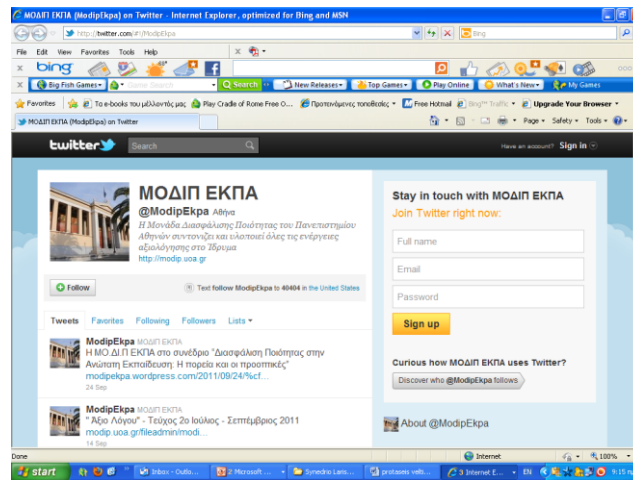 ΜΟΔΙΠ ΕΚΠΑ (ModipEkpa) on Twitter - Internet Explorer, optimized for Bing and MSN
http://twitter.com/#!/ModipEkpa
Bing
File Edit View Favorites Tools Help
bing
Big Fish Games Search New Releases Top Games Play Online What's New My Games
Favorites Το e-books του μέλλοντός μας Play Cradle of Rome Free O... Προτεινόμενες τοποθεσίες Free Hotmail Bing™ Traffic Upgrade Your Browser
ΜΟΔΙΠ ΕΚΠΑ (ModipEkpa) on Twitter
Page Safety Tools
twitter Search Have an account? Sign in
ΜΟΔΙΠ ΕΚΠΑ
@ModipEkpa Αθήνα
Η Μονάδα Διασφάλισης Ποιότητας του Πανεπιστημίου
Αθηνών συντονίζει και υλοποιεί όλες τις ενέργειες
αξιολόγησης στο Ίδρυμα
http://modip.uoa.gr
Follow
Text follow ModipEkpa to 40404 in the United States
Tweets Favorites Following Followers Lists
ModipEkpa ΜΟΔΙΠ ΕΚΠΑ
Η ΜΟ.ΔΙ.Π ΕΚΠΑ στο συνέδριο "Διασφάλιση Ποιότητας στην
Ανώτατη Εκπαίδευση: Η πορεία και οι προοπτικές"
modipekpa.wordpress.com/2011/09/24/%cf...
24 Sep
ModipEkpa ΜΟΔΙΠ ΕΚΠΑ
" Άξιο Λόγου" - Τεύχος 2ο Ιούλιος - Σεπτέμβριος 2011
modip.uoa.gr/fileadmin/modi...
14 Sep
Stay in touch with ΜΟΔΙΠ ΕΚΠΑ
Join Twitter right now:
Full name
Email
Password
Sign up
Curious how ΜΟΔΙΠ ΕΚΠΑ uses Twitter?
Discover who @ModipEkpa follows
About @ModipEkpa
Done Internet 100%
start Inbox - Outlo... 2 Microsoft ... Synedrio Laris... protaseis velti... 3 Internet E... EN 9:15 πμ